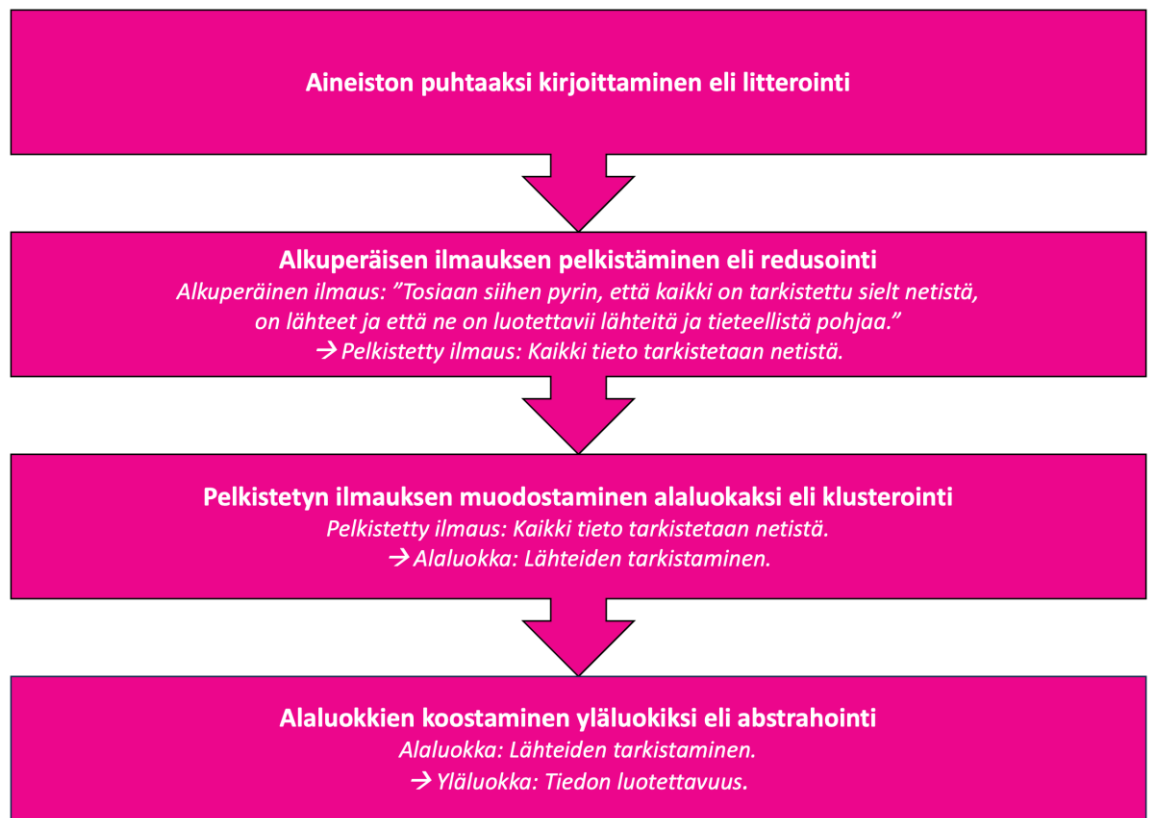 Aineiston puhtaaksi kirjoittaminen eli litterointi
Alkuperäisen ilmauksen pelkistäminen eli redusointi
Alkuperäinen ilmaus: ”Tosiaan siihen pyrin, että kaikki on tarkistettu sielt netistä,
on lähteet ja että ne on luotettavii lähteitä ja tieteellistä pohjaa.”
→ Pelkistetty ilmaus: Kaikki tieto tarkistetaan netistä.
Pelkistetyn ilmauksen muodostaminen alaluokaksi eli klusterointi
Pelkistetty ilmaus: Kaikki tieto tarkistetaan netistä.
→ Alaluokka: Lähteiden tarkistaminen.
Alaluokkien koostaminen yläluokiksi eli abstrahointi
Alaluokka: Lähteiden tarkistaminen.
→ Yläluokka: Tiedon luotettavuus.